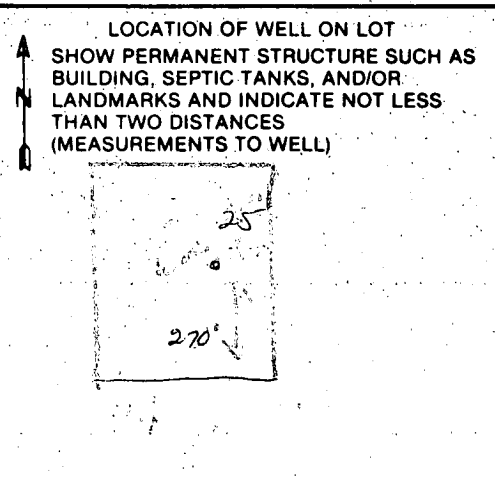 LOCATION OF WELL ON LOT
SHOW PERMANENT STRUCTURE SUCH AS
BUILDING, SEPTIC TANKS, AND/OR
N LANDMARKS AND INDICATE NOT LESS
THAN TWO DISTANCES
(MEASUREMENTS TO WELL)
25
270'